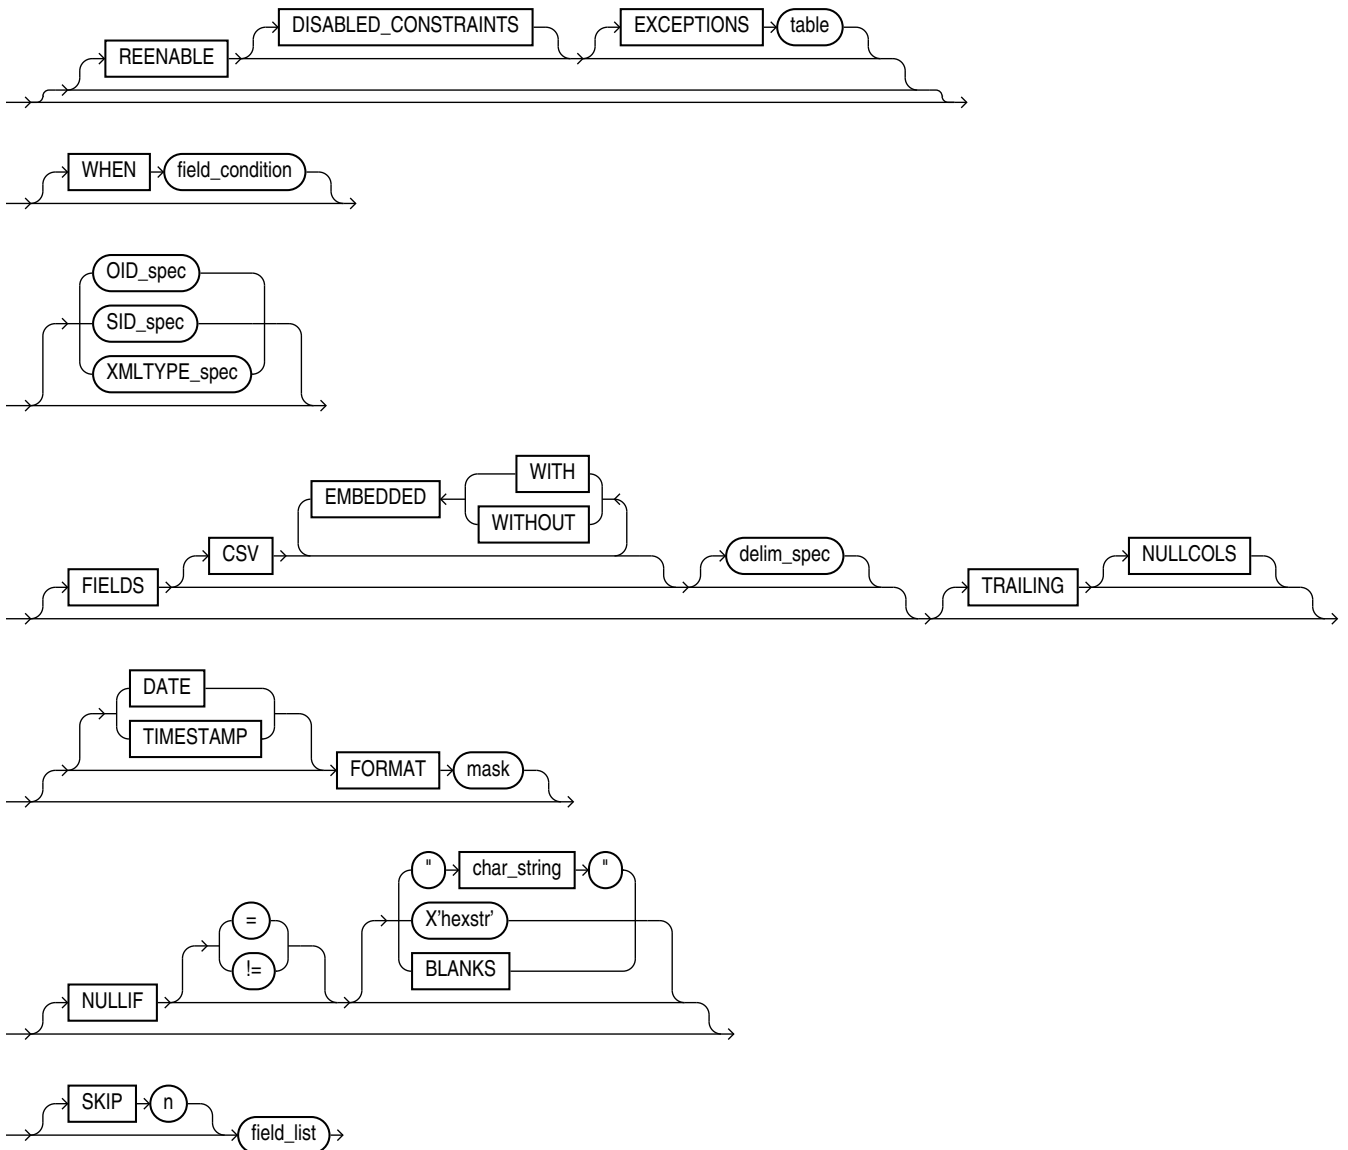 DISABLED_CONSTRAINTS EXCEPTIONS table
REENABLE
WHEN field_condition
OID_spec
SID_spec
XMLTYPE_spec
WITH
EMBEDDED
WITHOUT
CSV delim_spec NULLCOLS
FIELDS TRAILING
DATE
TIMESTAMP
FORMAT mask
" char_string "
= X'hexstr'
!= BLANKS
NULLIF
SKIP n
field_list